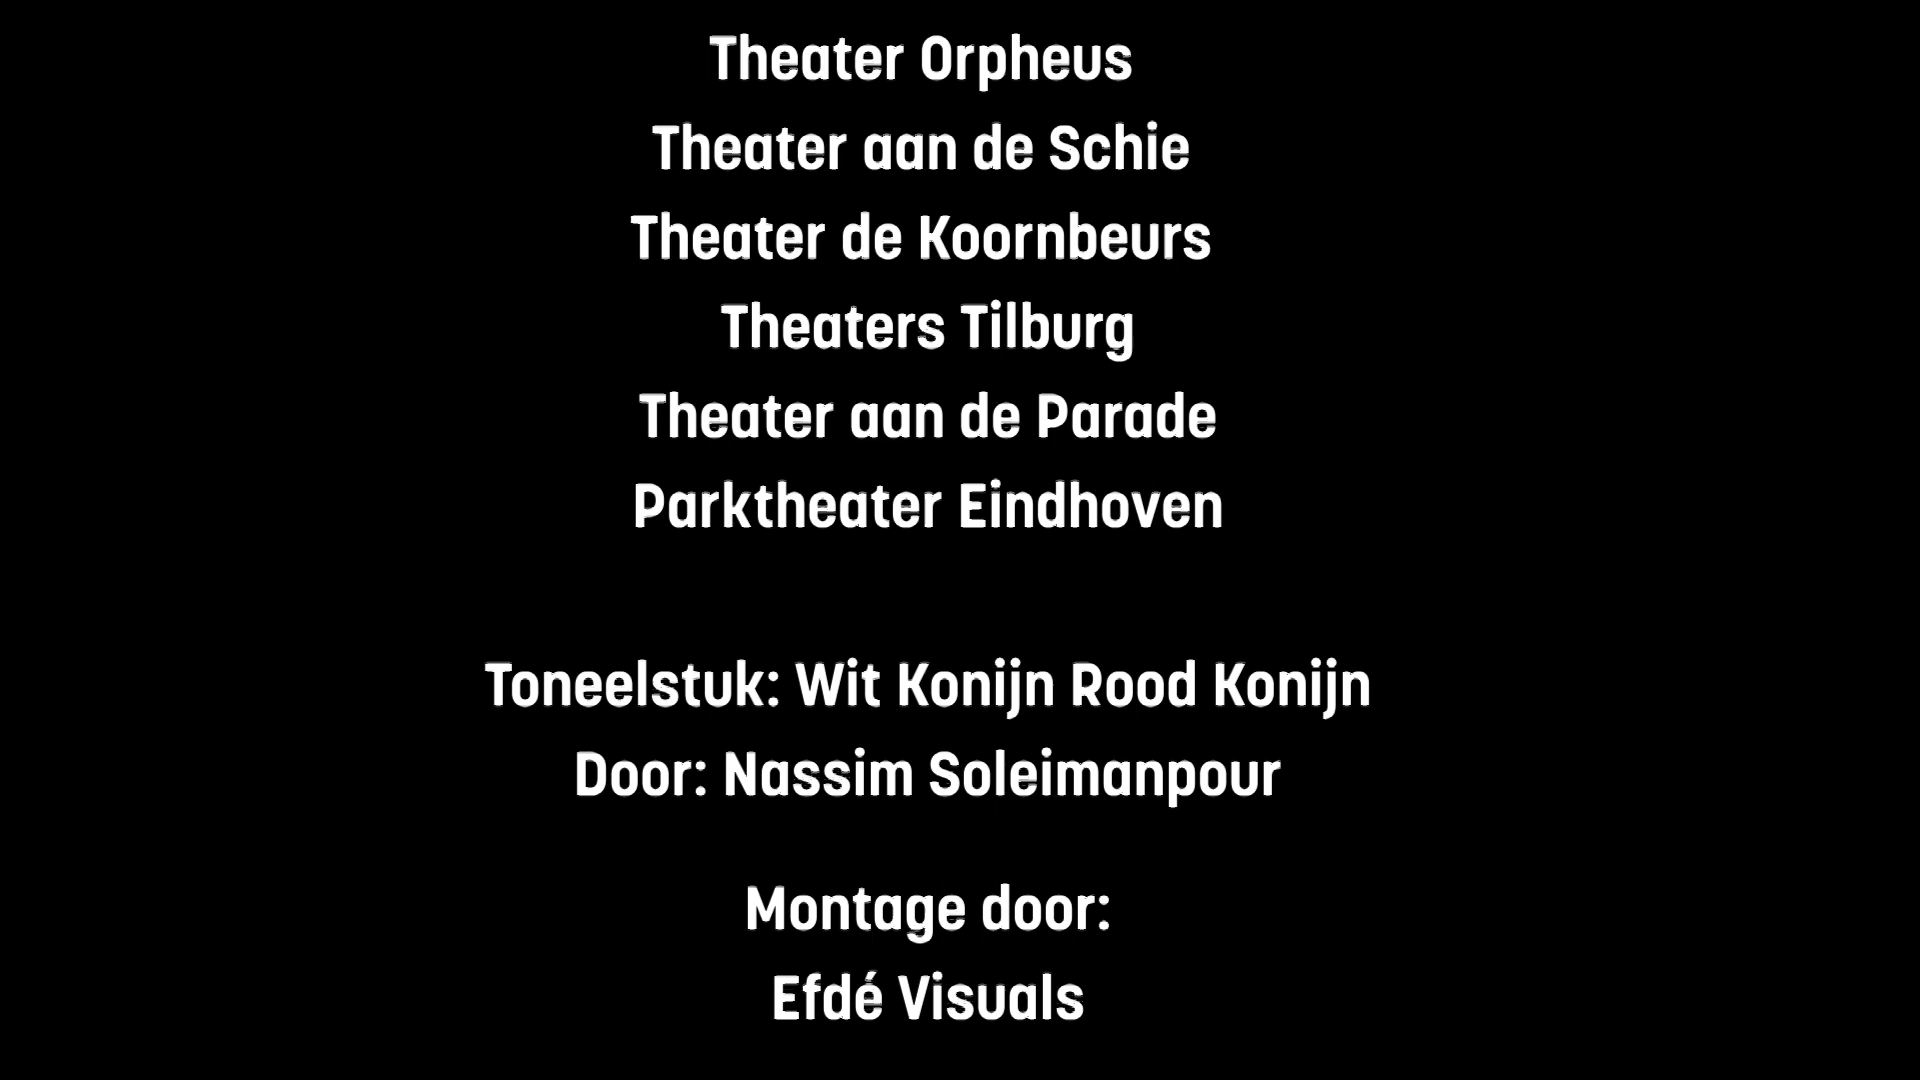 Theater Orpheus
Theater aan de Schie
Theater de Koornbeurs
Theaters Tilburg
Theater aan de Parade
Parktheater Eindhoven
Toneelstuk: Wit Konijn Rood Konijn
Door: Nassim Soleimanpour
Montage door:
Efdé Visuals